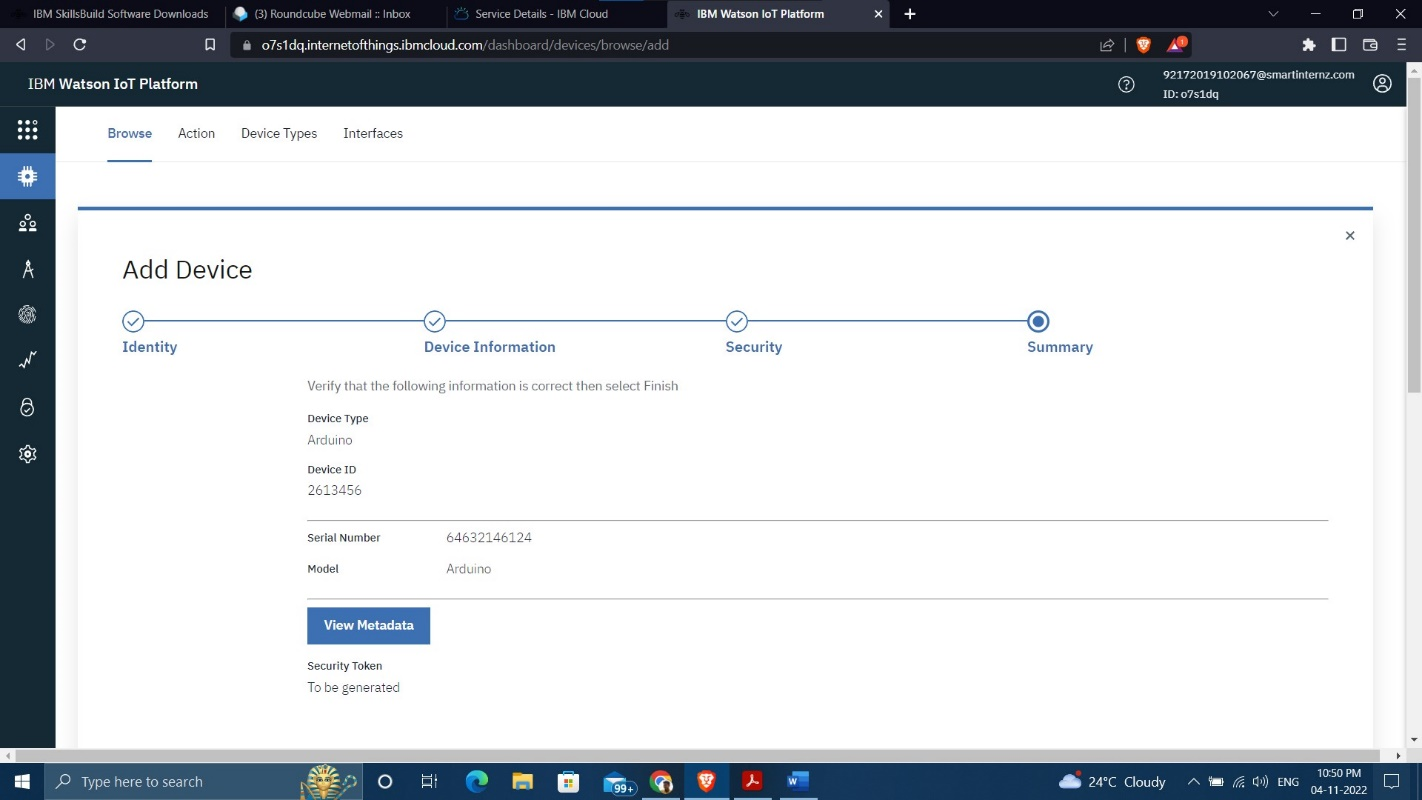 IBM SkillsBuild Software Downloads
(3) Roundcube Webmail :: Inbox
Service Details - IBM Cloud
IBM Watson IoT Platform
o7s1dq.internetofthings.ibmcloud.com/dashboard/devices/browse/add
1
IBM Watson IoT Platform
92172019102067@smartinternz.com
ID: o7s1dq
Browse
Action
Device Types
Interfaces
Add Device
Identity
Device Information
Security
Summary
Verify that the following information is correct then select Finish
Device Type
Arduino
Device ID
2613456
Serial Number 64632146124
Model Arduino
View Metadata
Security Token
To be generated
Type here to search
99+
24°C Cloudy
ENG
10:50 PM
04-11-2022